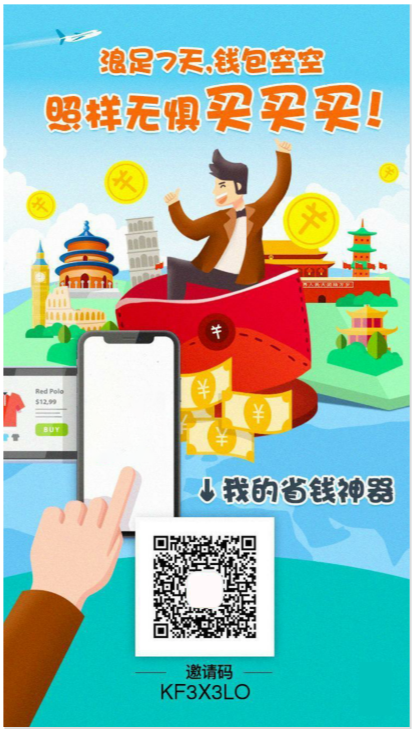 浪足7天,钱包空空
照样无惧买买买!
Red Polo
$12,99
BUY
↓我的省钱神器
邀请码
KF3X3LO